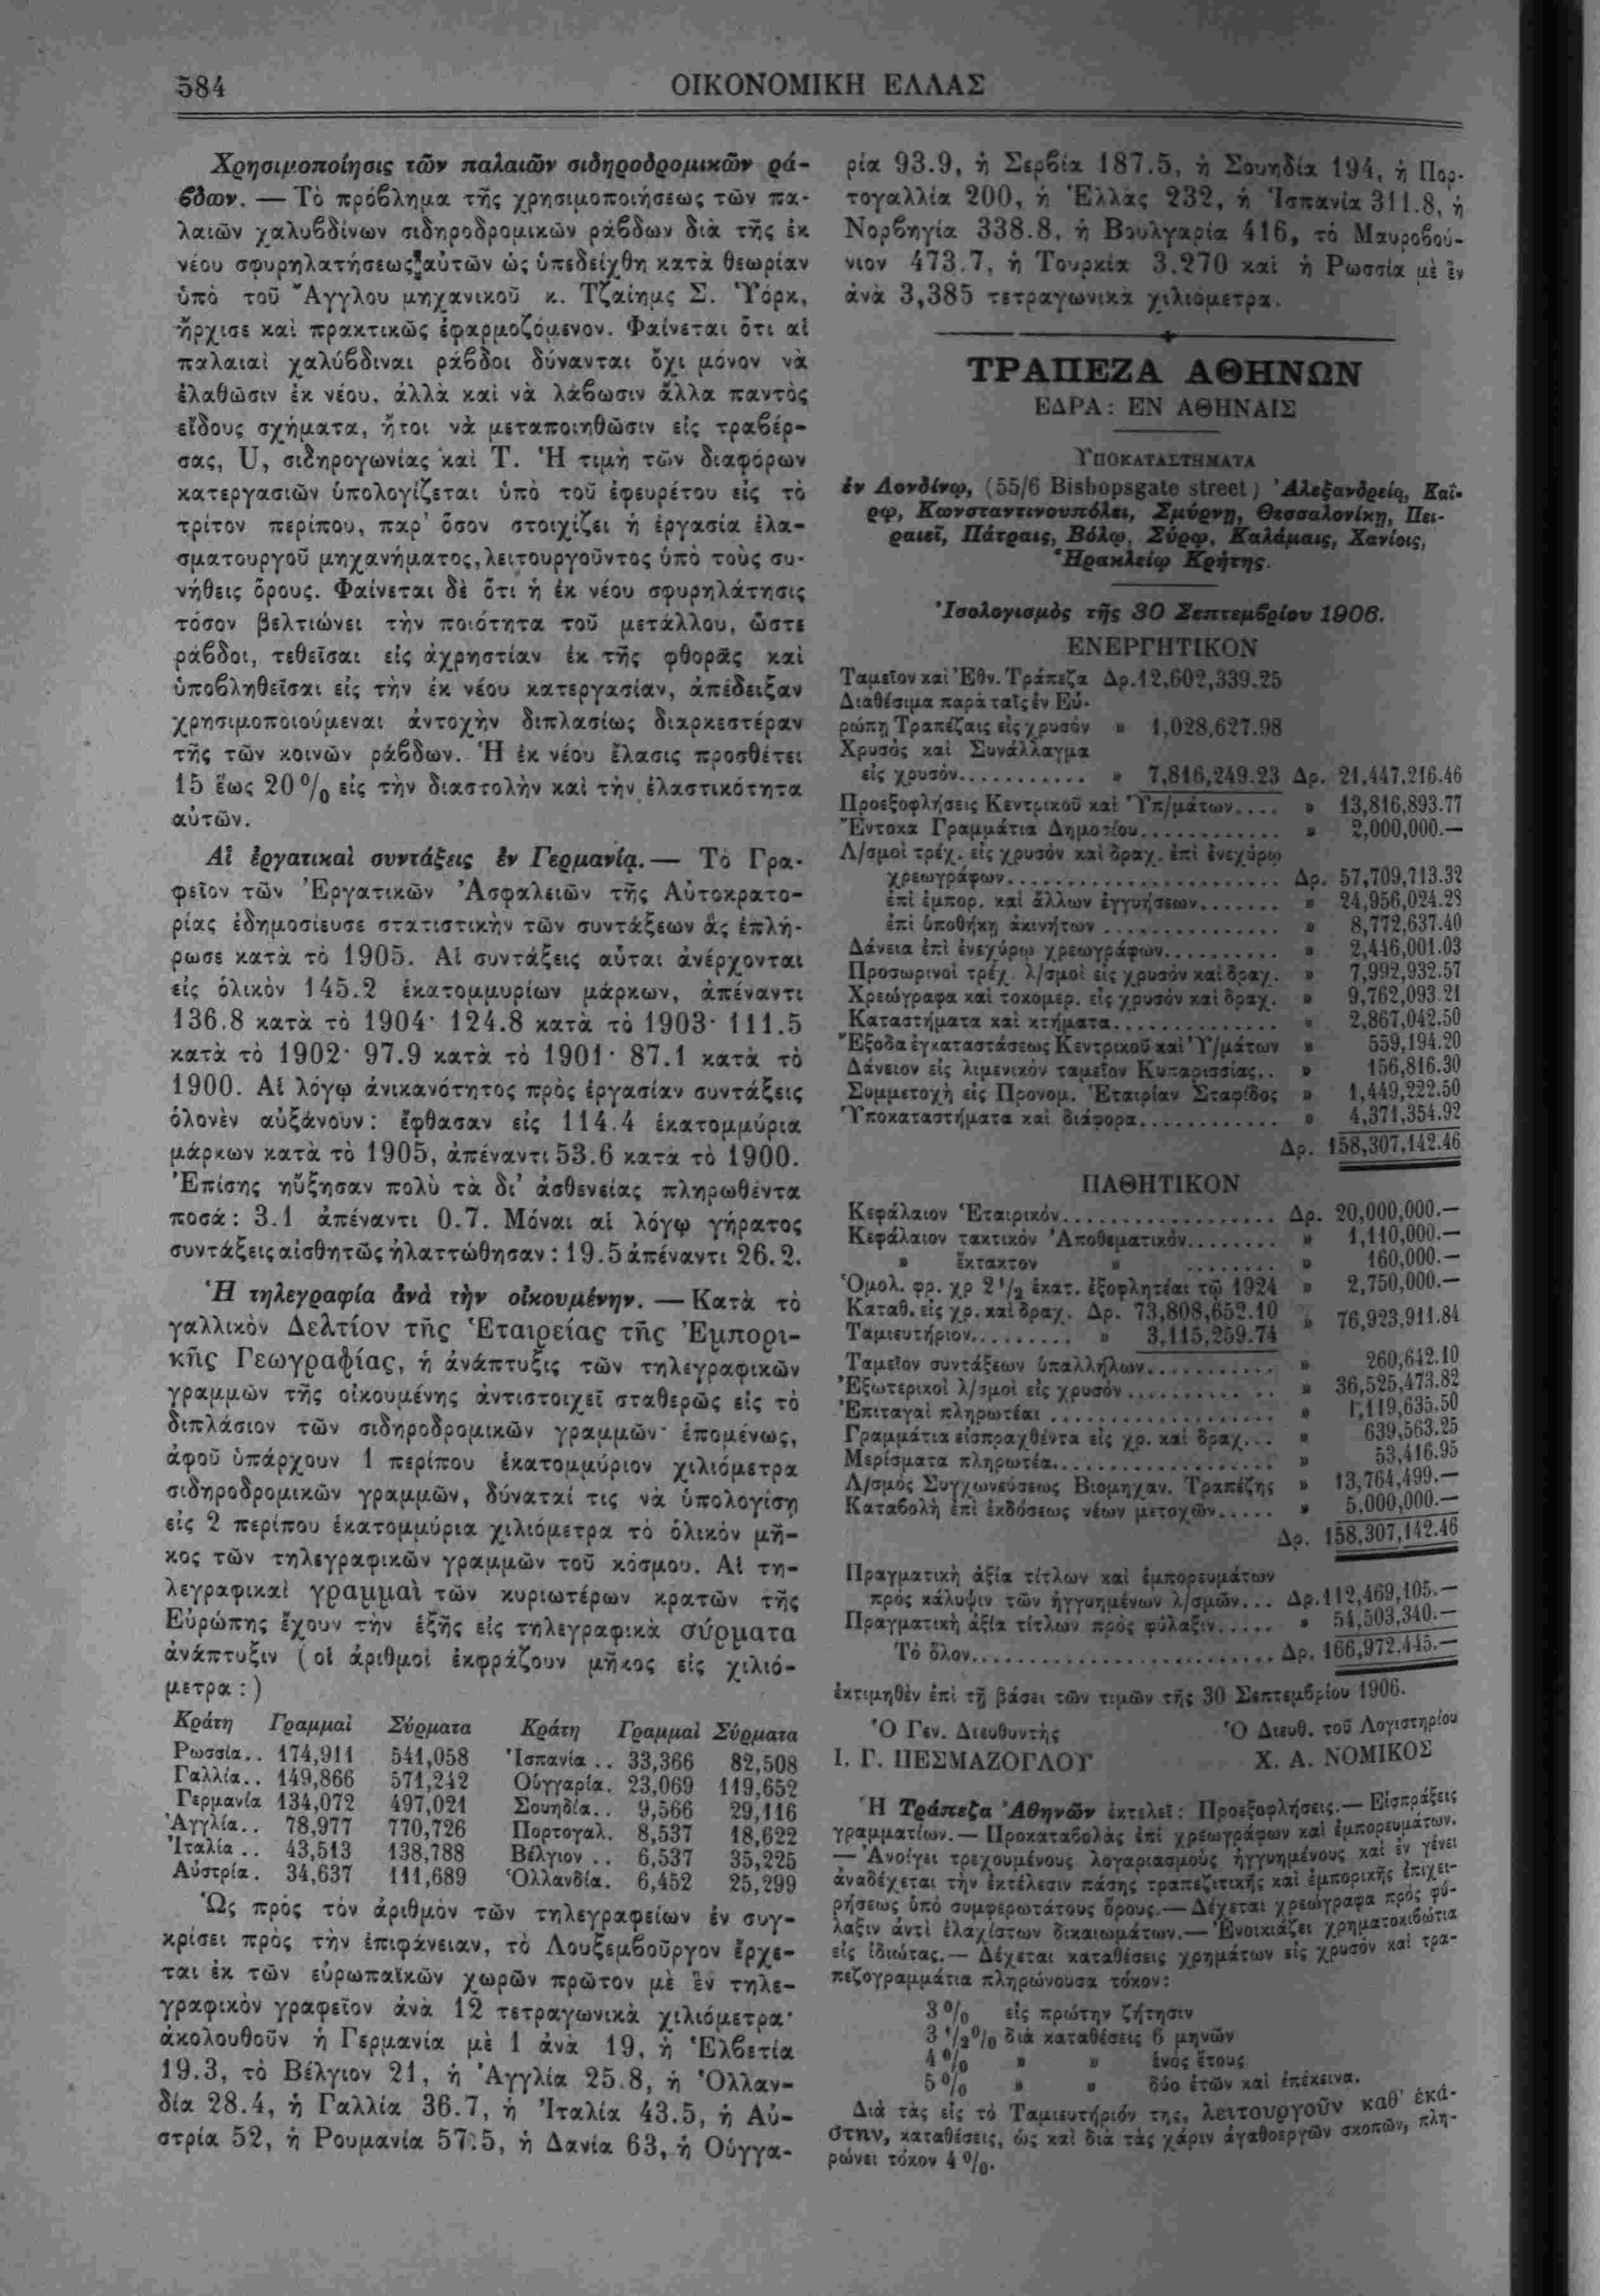 584
ΟΙΚΟΝΟΜΙΚΗ ΕΛΛΑΣ
Χρησιμοποίησις τῶν παλαιῶν σιδηροδρομικῶν ρά-
βδων. — Τὸ πρόβλημα τῆς χρησιμοποιήσεως τῶν πα-
λαιῶν χαλυβδίνων σιδηροδρομικῶν ράβδων διὰ τῆς ἐκ
νέου σφυρηλατήσεως αὐτῶν ὡς ὑπεδείχθη κατὰ θεωρίαν
ὑπὸ τοῦ Ἄγγλου μηχανικοῦ κ. Τζαίημς Σ. Ὑόρκ,
ἤρχισε καὶ πρακτικῶς ἐφαρμοζόμενον. Φαίνεται ὅτι αἱ
παλαιαὶ χαλύβδιναι ράβδοι δύνανται ὄχι μόνον νὰ
ἐλαθῶσιν ἐκ νέου, ἀλλὰ καὶ νὰ λάβωσιν ἄλλα παντὸς
εἴδους σχήματα, ἤτοι νὰ μεταποιηθῶσιν εἰς τραβέρ-
σας, U, σιδηρογωνίας καὶ Τ. Ἡ τιμὴ τῶν διαφόρων
κατεργασιῶν ὑπολογίζεται ὑπὸ τοῦ ἐφευρέτου εἰς τὸ
τρίτον περίπου, παρ' ὅσον στοιχίζει ἡ ἐργασία ἐλα-
σματουργοῦ μηχανήματος, λειτουργοῦντος ὑπὸ τοὺς συ-
νήθεις ὅρους. Φαίνεται δὲ ὅτι ἡ ἐκ νέου σφυρηλάτησις
τόσον βελτιώνει τὴν ποιότητα τοῦ μετάλλου, ὥστε
ράβδοι, τεθεῖσαι εἰς ἀχρηστίαν ἐκ τῆς φθορᾶς καὶ
ὑποβληθεῖσαι εἰς τὴν ἐκ νέου κατεργασίαν, ἀπέδειξαν
χρησιμοποιούμεναι ἀντοχὴν διπλασίως διαρκεστέραν
τῆς τῶν κοινῶν ράβδων. Ἡ ἐκ νέου ἔλασις προσθέτει
15 ἕως 20 % εἰς τὴν διαστολὴν καὶ τὴν ἐλαστικότητα
αὐτῶν.
Αἱ ἐργατικαὶ συντάξεις ἐν Γερμανίᾳ. — Τὸ Γρα-
φεῖον τῶν Ἐργατικῶν Ἀσφαλειῶν τῆς Αὐτοκρατο-
ρίας ἐδημοσίευσε στατιστικὴν τῶν συντάξεων ἃς ἐπλή-
ρωσε κατὰ τὸ 1905. Αἱ συντάξεις αὗται ἀνέρχονται
εἰς ὁλικὸν 145.2 ἑκατομμυρίων μάρκων, ἀπέναντι
136.8 κατὰ τὸ 1904· 124.8 κατὰ τὸ 1903· 111.5
κατὰ τὸ 1902· 97.9 κατὰ τὸ 1901· 87.1 κατὰ τὸ
1900. Αἱ λόγῳ ἀνικανότητος πρὸς ἐργασίαν συντάξεις
ὁλονὲν αὐξάνουν: ἔφθασαν εἰς 114.4 ἑκατομμύρια
μάρκων κατὰ τὸ 1905, ἀπέναντι 53.6 κατὰ τὸ 1900.
Ἐπίσης ηὔξησαν πολὺ τὰ δι' ἀσθενείας πληρωθέντα
ποσά: 3.1 ἀπέναντι 0.7. Μόναι αἱ λόγῳ γήρατος
συντάξεις αἰσθητῶς ἠλαττώθησαν: 19.5 ἀπέναντι 26.2.
Ἡ τηλεγραφία ἀνὰ τὴν οἰκουμένην. — Κατὰ τὸ
γαλλικὸν Δελτίον τῆς Ἑταιρείας τῆς Ἐμπορι-
κῆς Γεωγραφίας, ἡ ἀνάπτυξις τῶν τηλεγραφικῶν
γραμμῶν τῆς οἰκουμένης ἀντιστοιχεῖ σταθερῶς εἰς τὸ
διπλάσιον τῶν σιδηροδρομικῶν γραμμῶν· ἑπομένως,
ἀφοῦ ὑπάρχουν 1 περίπου ἑκατομμύριον χιλιόμετρα
σιδηροδρομικῶν γραμμῶν, δύναταί τις νὰ ὑπολογίσῃ
εἰς 2 περίπου ἑκατομμύρια χιλιόμετρα τὸ ὁλικὸν μῆ-
κος τῶν τηλεγραφικῶν γραμμῶν τοῦ κόσμου. Αἱ τη-
λεγραφικαὶ γραμμαὶ τῶν κυριωτέρων κρατῶν τῆς
Εὐρώπης ἔχουν τὴν ἑξῆς εἰς τηλεγραφικὰ σύρματα
ἀνάπτυξιν (οἱ ἀριθμοὶ ἐκφράζουν μῆκος εἰς χιλιό-
μετρα :)
Κράτη Γραμμαὶ Σύρματα Κράτη Γραμμαὶ Σύρματα
Ρωσσία.. 174,911 541,058 Ἱσπανία.. 33,366 82,508
Γαλλία.. 149,866 571,242 Οὑγγαρία. 23,069 119,652
Γερμανία 134,072 497,021 Σουηδία.. 9,566 29,116
Ἀγγλία.. 78,977 770,726 Πορτογαλ. 8,537 18,622
Ἰταλία.. 43,513 138,788 Βέλγιον.. 6,537 35,225
Αὐστρία. 34,637 111,689 Ὁλλανδία. 6,452 25,299
Ὡς πρὸς τὸν ἀριθμὸν τῶν τηλεγραφείων ἐν συγ-
κρίσει πρὸς τὴν ἐπιφάνειαν, τὸ Λουξεμβοῦργον ἔρχε-
ται ἐκ τῶν εὐρωπαϊκῶν χωρῶν πρῶτον μὲ ἓν τηλε-
γραφικὸν γραφεῖον ἀνὰ 12 τετραγωνικὰ χιλιόμετρα·
ἀκολουθοῦν ἡ Γερμανία μὲ 1 ἀνὰ 19, ἡ Ἑλβετία
19.3, τὸ Βέλγιον 21, ἡ Ἀγγλία 25.8, ἡ Ὁλλαν-
δία 28.4, ἡ Γαλλία 36.7, ἡ Ἰταλία 43.5, ἡ Αὐ-
στρία 52, ἡ Ρουμανία 57.5, ἡ Δανία 63, ἡ Οὑγγα-
ρία 93.9, ἡ Σερβία 187.5, ἡ Σουηδία 194, ἡ Πορ-
τογαλλία 200, ἡ Ἑλλὰς 232, ἡ Ἱσπανία 311.8, ἡ
Νορβηγία 338.8, ἡ Βουλγαρία 416, τὸ Μαυροβού-
νιον 473.7, ἡ Τουρκία 3.270 καὶ ἡ Ρωσσία μὲ ἓν
ἀνὰ 3,385 τετραγωνικὰ χιλιόμετρα.
ΤΡΑΠΕΖΑ ΑΘΗΝΩΝ
ΕΔΡΑ: ΕΝ ΑΘΗΝΑΙΣ
ΥΠΟΚΑΤΑΣΤΗΜΑΤΑ
ἐν Λονδίνῳ, (55/6 Bishopsgate street) Ἀλεξανδρείᾳ, Καΐ-
ρῳ, Κωνσταντινουπόλει, Σμύρνῃ, Θεσσαλονίκῃ, Πει-
ραιεῖ, Πάτραις, Βόλῳ, Σύρῳ, Καλάμαις, Χανίοις,
Ἡρακλείῳ Κρήτης.
Ἰσολογισμὸς τῆς 30 Σεπτεμβρίου 1906.
ΕΝΕΡΓΗΤΙΚΟΝ
Ταμεῖον καὶ Ἐθν. Τράπεζα Δρ. 12,602,339.25
Διαθέσιμα παρὰ ταῖς ἐν Εὐ-
ρώπῃ Τραπέζαις εἰς χρυσὸν » 1,028,627.98
Χρυσὸς καὶ Συνάλλαγμα
εἰς χρυσόν............ » 7,816,249.23 Δρ. 21,447,216.46
Προεξοφλήσεις Κεντρικοῦ καὶ Ὑπ/μάτων.... » 13,816,893.77
Ἔντοκα Γραμμάτια Δημοσίου............ » 2,000,000.—
Λ/σμοὶ τρέχ. εἰς χρυσὸν καὶ δραχ. ἐπὶ ἐνεχύρῳ
χρεωγράφων...................... Δρ. 57,709,713.32
ἐπὶ ἐμπορ. καὶ ἄλλων ἐγγυήσεων....... » 24,956,024.28
ἐπὶ ὑποθήκῃ ἀκινήτων.............. » 8,772,637.40
Δάνεια ἐπὶ ἐνεχύρῳ χρεωγράφων.......... » 2,446,001.03
Προσωρινοὶ τρέχ. λ/σμοὶ εἰς χρυσὸν καὶ δραχ. » 7,992,932.57
Χρεώγραφα καὶ τοκομερ. εἰς χρυσὸν καὶ δραχ. » 9,762,093.21
Καταστήματα καὶ κτήματα.............. » 2,867,042.50
Ἔξοδα ἐγκαταστάσεως Κεντρικοῦ καὶ Ὑ/μάτων » 559,194.20
Δάνειον εἰς λιμενικὸν ταμεῖον Κυπαρισσίας.. » 156,816.30
Συμμετοχὴ εἰς Προνομ. Ἑταιρίαν Σταφίδος » 1,449,222.50
Ὑποκαταστήματα καὶ διάφορα............ » 4,371,354.92
Δρ. 158,307,142.46
ΠΑΘΗΤΙΚΟΝ
Κεφάλαιον Ἑταιρικόν.................. Δρ. 20,000,000.—
Κεφάλαιον τακτικὸν Ἀποθεματικόν........ » 1,110,000.—
» ἔκτακτον » ........ » 160,000.—
Ὁμολ. φρ. χρ 2 1/2 ἑκατ. ἐξοφλητέαι τῷ 1924 » 2,750,000.—
Καταθ. εἰς χρ. καὶ δραχ. Δρ. 73,808,652.10
Ταμιευτήριον......... » 3,115,259.74 » 76,923,911.84
Ταμεῖον συντάξεων ὑπαλλήλων........... » 260,642.10
Ἐξωτερικοὶ λ/σμοὶ εἰς χρυσόν............ » 36,525,473.82
Ἐπιταγαὶ πληρωτέαι.................. » 1,119,635.50
Γραμμάτια εἰσπραχθέντα εἰς χρ. καὶ δραχ... » 639,563.25
Μερίσματα πληρωτέα.................. » 53,416.95
Λ/σμὸς Συγχωνεύσεως Βιομηχαν. Τραπέζης » 13,764,499.—
Καταβολὴ ἐπὶ ἐκδόσεως νέων μετοχῶν..... » 5,000,000.—
Δρ. 158,307,142.46
Πραγματικὴ ἀξία τίτλων καὶ ἐμπορευμάτων
πρὸς κάλυψιν τῶν ἠγγυημένων λ/σμῶν... Δρ. 112,469,105.—
Πραγματικὴ ἀξία τίτλων πρὸς φύλαξιν..... » 54,503,340.—
Τὸ ὅλον........................ Δρ. 166,972,445.—
ἐκτιμηθὲν ἐπὶ τῇ βάσει τῶν τιμῶν τῆς 30 Σεπτεμβρίου 1906.
Ὁ Γεν. Διευθυντὴς Ὁ Διευθ. τοῦ Λογιστηρίου
Ι. Γ. ΠΕΣΜΑΖΟΓΛΟΥ Χ. Α. ΝΟΜΙΚΟΣ
Ἡ Τράπεζα Ἀθηνῶν ἐκτελεῖ: Προεξοφλήσεις.— Εἰσπράξεις
γραμματίων.— Προκαταβολὰς ἐπὶ χρεωγράφων καὶ ἐμπορευμάτων.
— Ἀνοίγει τρεχουμένους λογαριασμοὺς ἠγγυημένους καὶ ἐν γένει
ἀναδέχεται τὴν ἐκτέλεσιν πάσης τραπεζιτικῆς καὶ ἐμπορικῆς ἐπιχει-
ρήσεως ὑπὸ συμφερωτάτους ὅρους.— Δέχεται χρεώγραφα πρὸς φύ-
λαξιν ἀντὶ ἐλαχίστων δικαιωμάτων.— Ἐνοικιάζει χρηματοκιβώτια
εἰς ἰδιώτας.— Δέχεται καταθέσεις χρημάτων εἰς χρυσὸν καὶ τρα-
πεζογραμμάτια πληρώνουσα τόκον:
3 % εἰς πρώτην ζήτησιν
3 1/2 % διὰ καταθέσεις 6 μηνῶν
4 % » » ἑνὸς ἔτους
5 % » » δύο ἐτῶν καὶ ἐπέκεινα.
Διὰ τὰς εἰς τὸ Ταμιευτήριόν της, λειτουργοῦν καθ' ἑκά-
στην, καταθέσεις, ὡς καὶ διὰ τὰς χάριν ἀγαθοεργῶν σκοπῶν, πλη-
ρώνει τόκον 4 %.